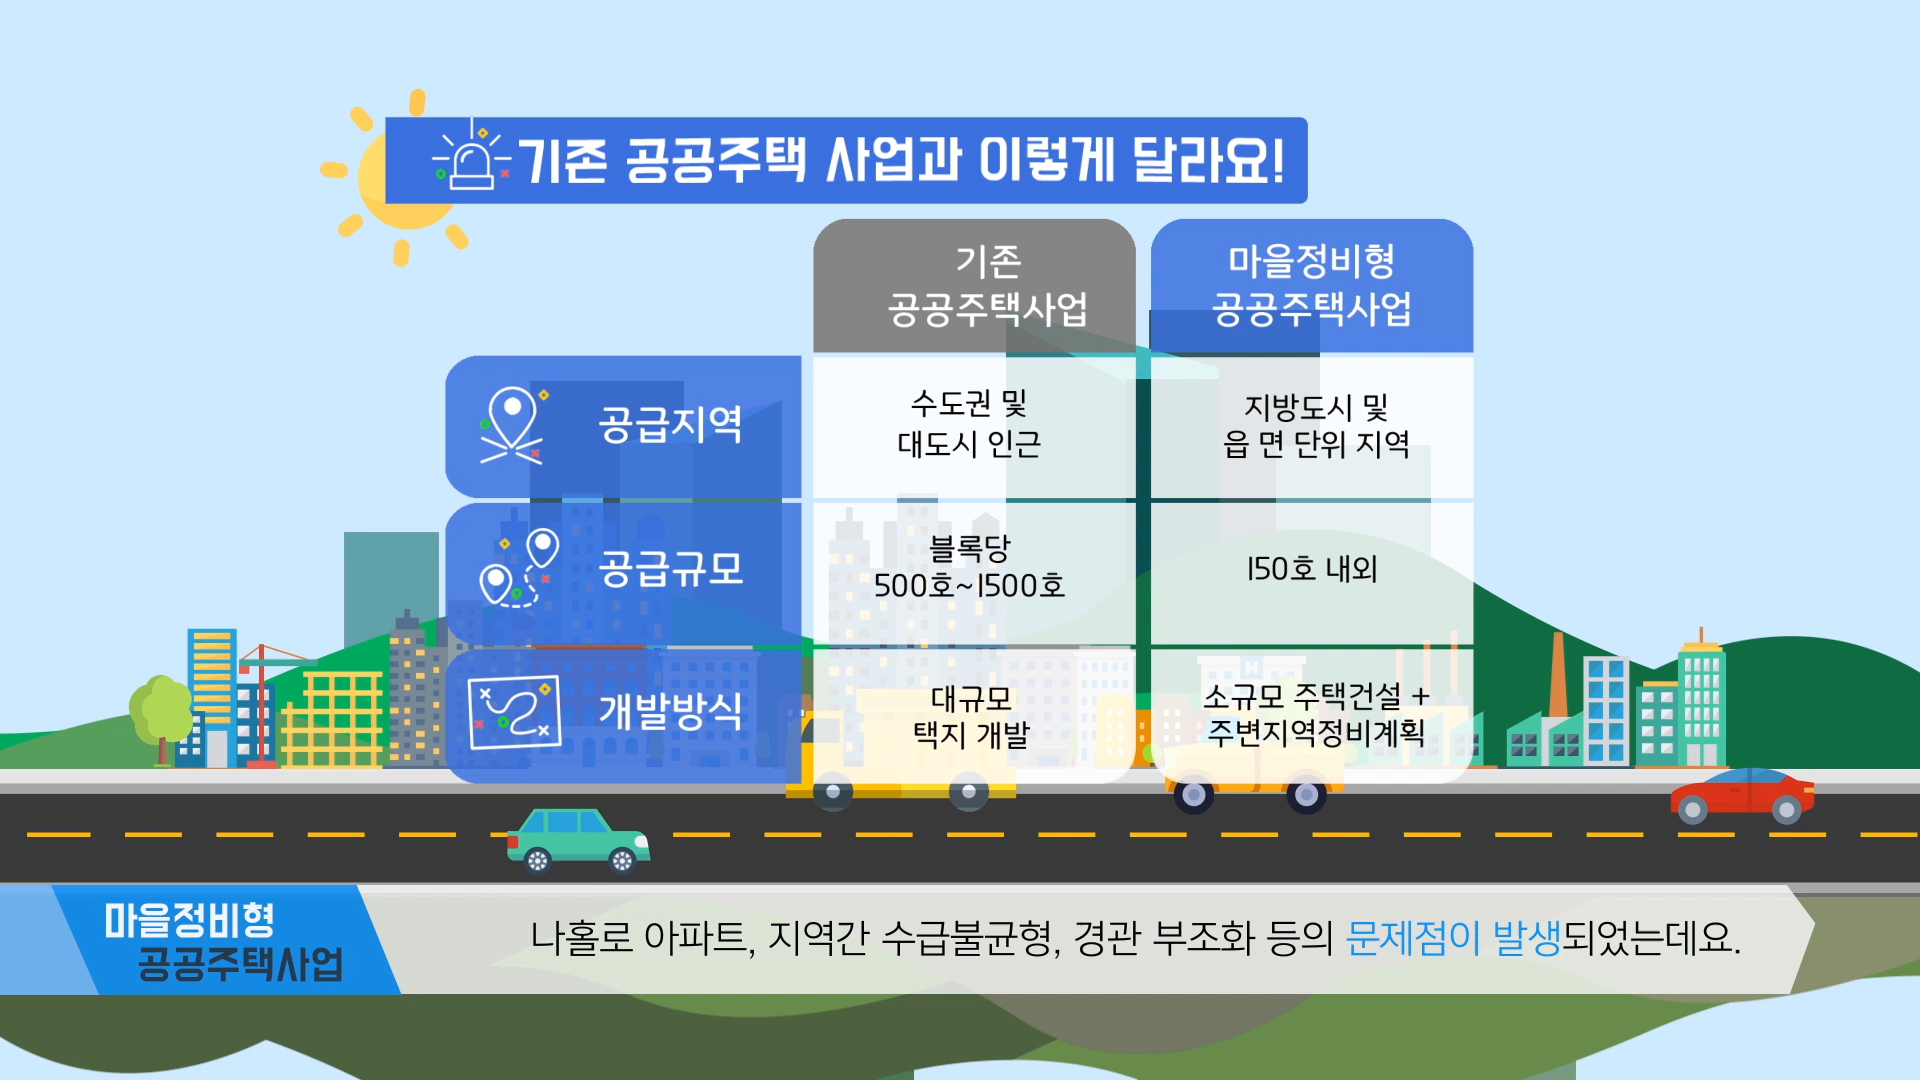 기존 공공주택 사업과 이렇게 달라요!
기존
공공주택사업
마을정비형
공공주택사업
공급지역
수도권 및
대도시 인근
지방도시 및
읍 면 단위 지역
공급규모
블록당
500호~1500호
150호 내외
개발방식
대규모
택지 개발
소규모 주택건설 +
주변지역정비계획
마을정비형
공공주택사업
나홀로 아파트, 지역간 수급불균형, 경관 부조화 등의 문제점이 발생되었는데요.
H